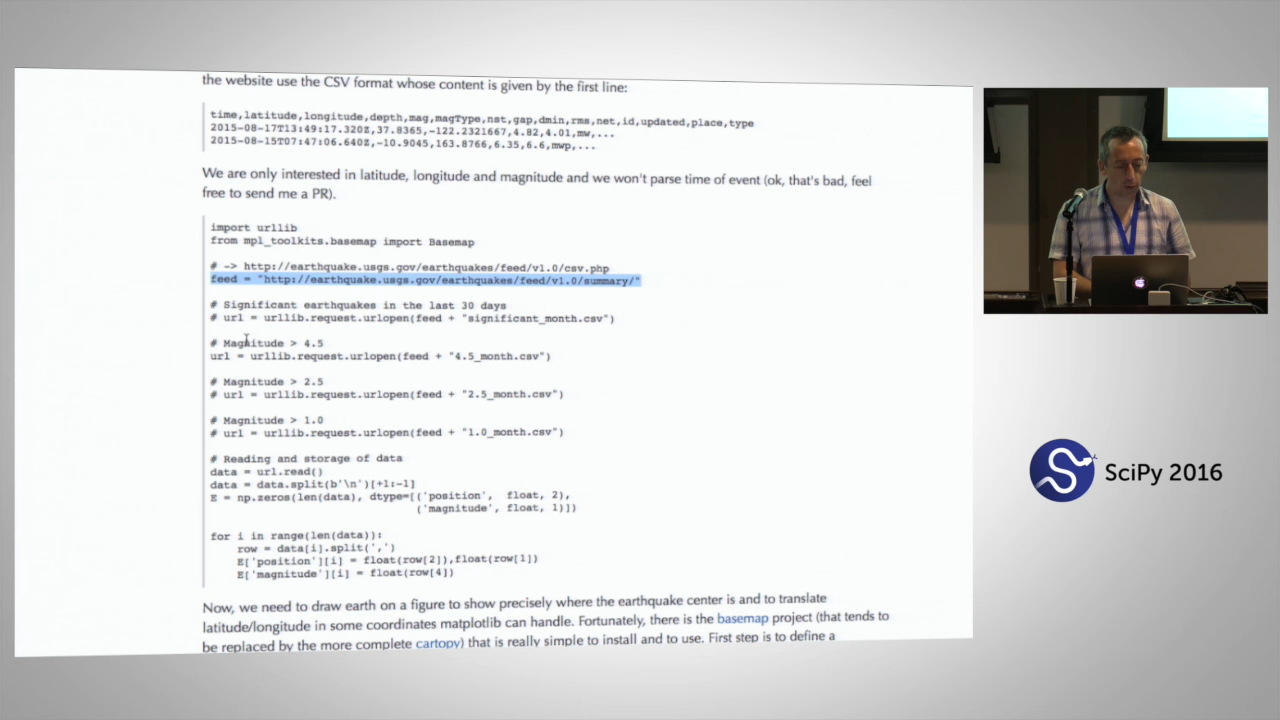 the website use the CSV format whose content is given by the first line:
time,latitude,longitude,depth,mag,magType,nst,gap,dmin,rms,net,id,updated,place,type
2015-08-17T13:49:17.320Z,37.8365,-122.2321667,4.82,4.01,mw,...
2015-08-15T07:47:06.640Z,-10.9045,163.8766,6.35,6.6,mwp,...
We are only interested in latitude, longitude and magnitude and we won't parse time of event (ok, that's bad, feel
free to send me a PR).
import urllib
from mpl_toolkits.basemap import Basemap
# -> http://earthquake.usgs.gov/earthquakes/feed/v1.0/csv.php
feed = "http://earthquake.usgs.gov/earthquakes/feed/v1.0/summary/"
# Significant earthquakes in the last 30 days
# url = urllib.request.urlopen(feed + "significant_month.csv")
# Magnitude > 4.5
url = urllib.request.urlopen(feed + "4.5_month.csv")
# Magnitude > 2.5
# url = urllib.request.urlopen(feed + "2.5_month.csv")
# Magnitude > 1.0
# url = urllib.request.urlopen(feed + "1.0_month.csv")
# Reading and storage of data
data = url.read()
data = data.split(b'\n')[+1:-1]
E = np.zeros(len(data), dtype=[('position', float, 2),
('magnitude', float, 1)])
for i in range(len(data)):
row = data[i].split(',')
E['position'][i] = float(row[2]),float(row[1])
E['magnitude'][i] = float(row[4])
Now, we need to draw earth on a figure to show precisely where the earthquake center is and to translate
latitude/longitude in some coordinates matplotlib can handle. Fortunately, there is the basemap project (that tends to
be replaced by the more complete cartopy) that is really simple to install and to use. First step is to define a
SciPy 2016